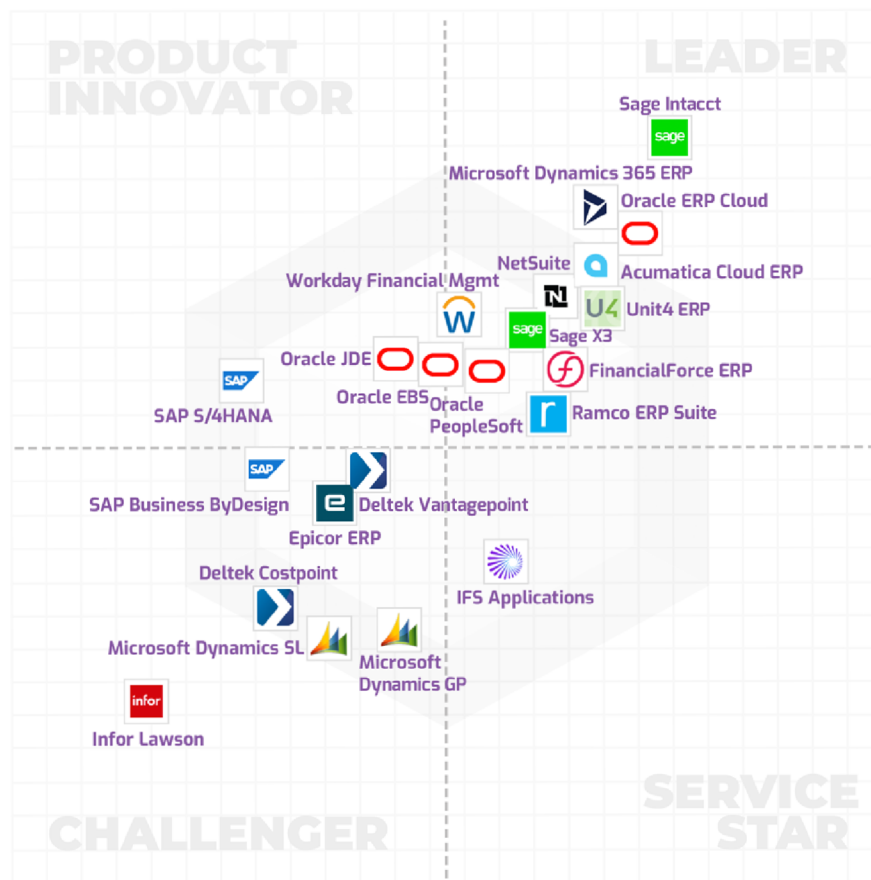 PRODUCT
INNOVATOR
LEADER
Sage Intacct
sage
Microsoft Dynamics 365 ERP
Oracle ERP Cloud
NetSuite
Acumatica Cloud ERP
Workday Financial Mgmt
N
U4
Unit4 ERP
W
sage
Sage X3
Oracle JDE
FinancialForce ERP
SAP
Oracle EBS
Oracle
PeopleSoft
SAP S/4HANA
r
Ramco ERP Suite
SAP
SAP Business ByDesign
e
Deltek Vantagepoint
Epicor ERP
IFS Applications
Deltek Costpoint
Microsoft Dynamics SL
Microsoft
Dynamics GP
infor
Infor Lawson
SERVICE
STAR
CHALLENGER